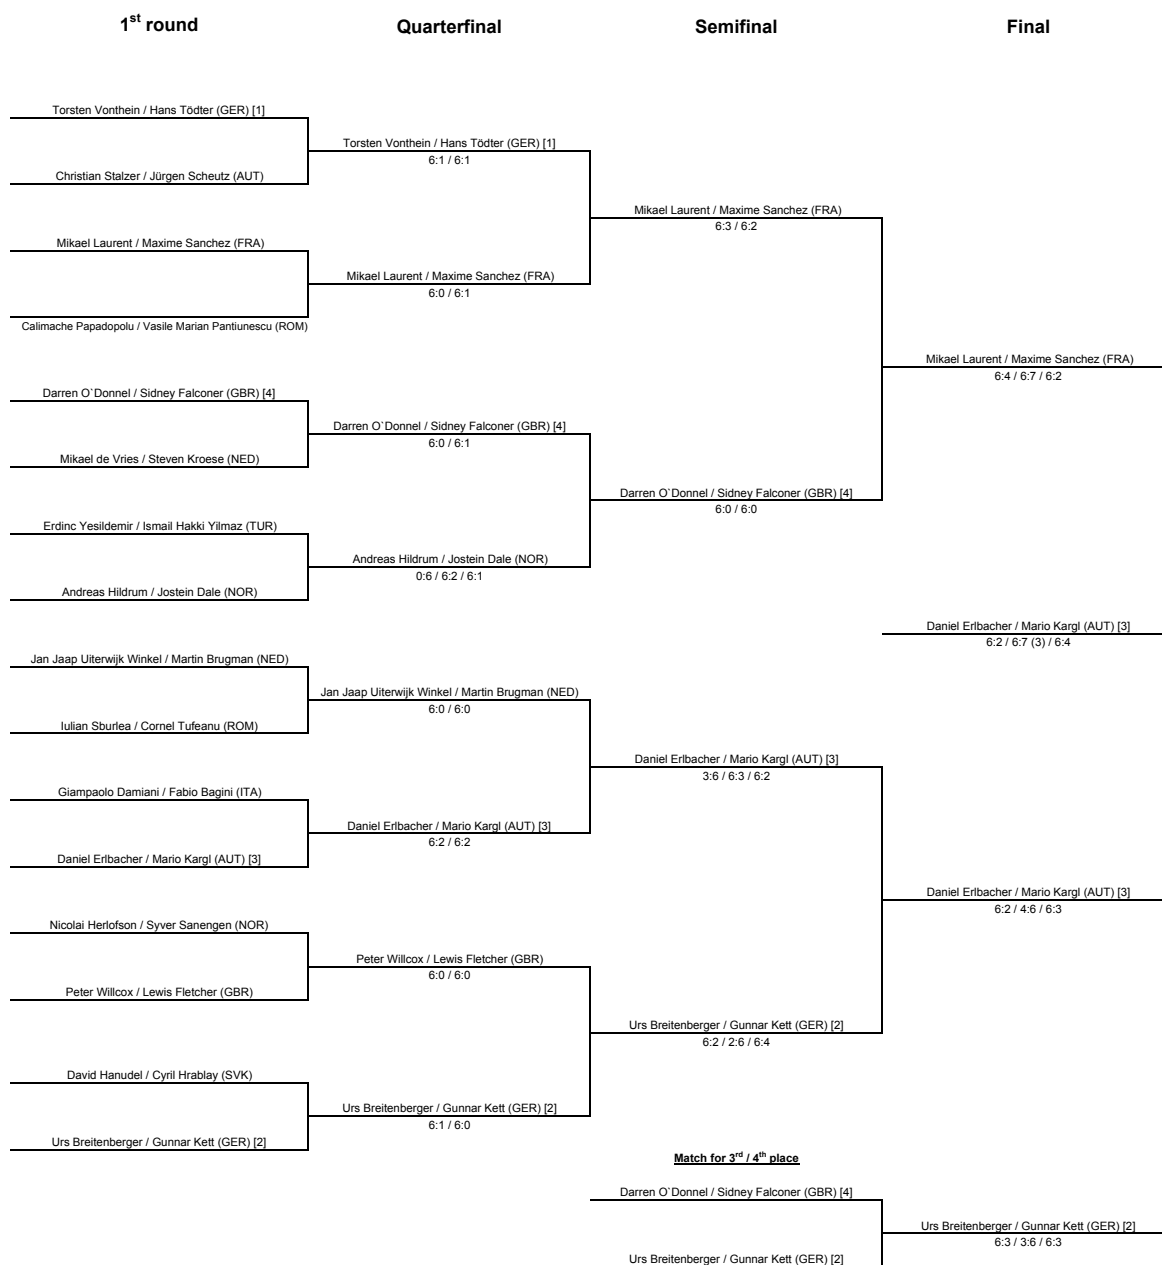 1st round
Quarterfinal
Semifinal
Final
Torsten Vonthein / Hans Tödter (GER) [1]
Torsten Vonthein / Hans Tödter (GER) [1]
6:1 / 6:1
Christian Stalzer / Jürgen Scheutz (AUT)
Mikael Laurent / Maxime Sanchez (FRA)
6:3 / 6:2
Mikael Laurent / Maxime Sanchez (FRA)
Mikael Laurent / Maxime Sanchez (FRA)
6:0 / 6:1
Calimache Papadopolu / Vasile Marian Pantiunescu (ROM)
Mikael Laurent / Maxime Sanchez (FRA)
6:4 / 6:7 / 6:2
Darren O`Donnel / Sidney Falconer (GBR) [4]
Darren O`Donnel / Sidney Falconer (GBR) [4]
6:0 / 6:1
Mikael de Vries / Steven Kroese (NED)
Darren O`Donnel / Sidney Falconer (GBR) [4]
6:0 / 6:0
Erdinc Yesildemir / Ismail Hakki Yilmaz (TUR)
Andreas Hildrum / Jostein Dale (NOR)
0:6 / 6:2 / 6:1
Andreas Hildrum / Jostein Dale (NOR)
Daniel Erlbacher / Mario Kargl (AUT) [3]
6:2 / 6:7 (3) / 6:4
Jan Jaap Uiterwijk Winkel / Martin Brugman (NED)
Jan Jaap Uiterwijk Winkel / Martin Brugman (NED)
6:0 / 6:0
Iulian Sburlea / Cornel Tufeanu (ROM)
Daniel Erlbacher / Mario Kargl (AUT) [3]
3:6 / 6:3 / 6:2
Giampaolo Damiani / Fabio Bagini (ITA)
Daniel Erlbacher / Mario Kargl (AUT) [3]
6:2 / 6:2
Daniel Erlbacher / Mario Kargl (AUT) [3]
Daniel Erlbacher / Mario Kargl (AUT) [3]
6:2 / 4:6 / 6:3
Nicolai Herlofson / Syver Sanengen (NOR)
Peter Willcox / Lewis Fletcher (GBR)
6:0 / 6:0
Peter Willcox / Lewis Fletcher (GBR)
Urs Breitenberger / Gunnar Kett (GER) [2]
6:2 / 2:6 / 6:4
David Hanudel / Cyril Hrablay (SVK)
Urs Breitenberger / Gunnar Kett (GER) [2]
6:1 / 6:0
Urs Breitenberger / Gunnar Kett (GER) [2]
Match for 3rd / 4th place
Darren O`Donnel / Sidney Falconer (GBR) [4]
Urs Breitenberger / Gunnar Kett (GER) [2]
6:3 / 3:6 / 6:3
Urs Breitenberger / Gunnar Kett (GER) [2]